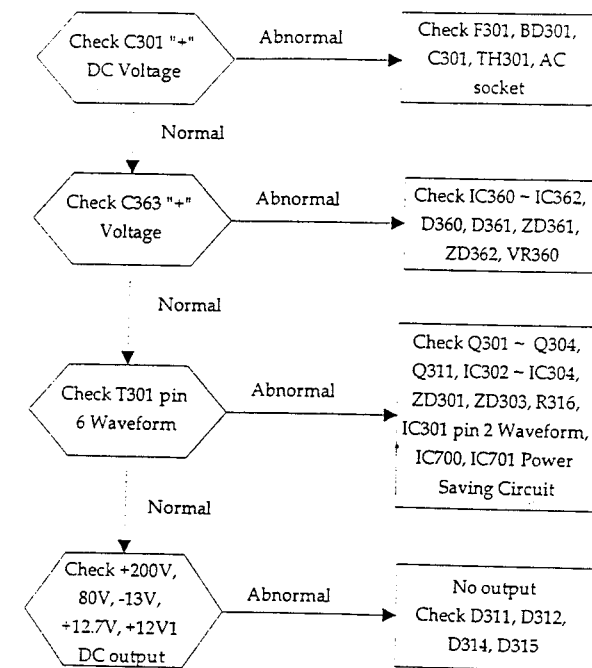 Check C301 "+"
DC Voltage
Abnormal
Check F301, BD301,
C301, TH301, AC
socket
Normal
Check C363 "+"
Voltage
Abnormal
Check IC360 ~ IC362,
D360, D361, ZD361,
ZD362, VR360
Normal
Check T301 pin
6 Waveform
Abnormal
Check Q301 ~ Q304,
Q311, IC302 ~ IC304,
ZD301, ZD303, R316,
IC301 pin 2 Waveform,
IC700, IC701 Power
Saving Circuit
Normal
Check +200V,
80V, -13V,
+12.7V, +12V1
DC output
Abnormal
No output
Check D311, D312,
D314, D315